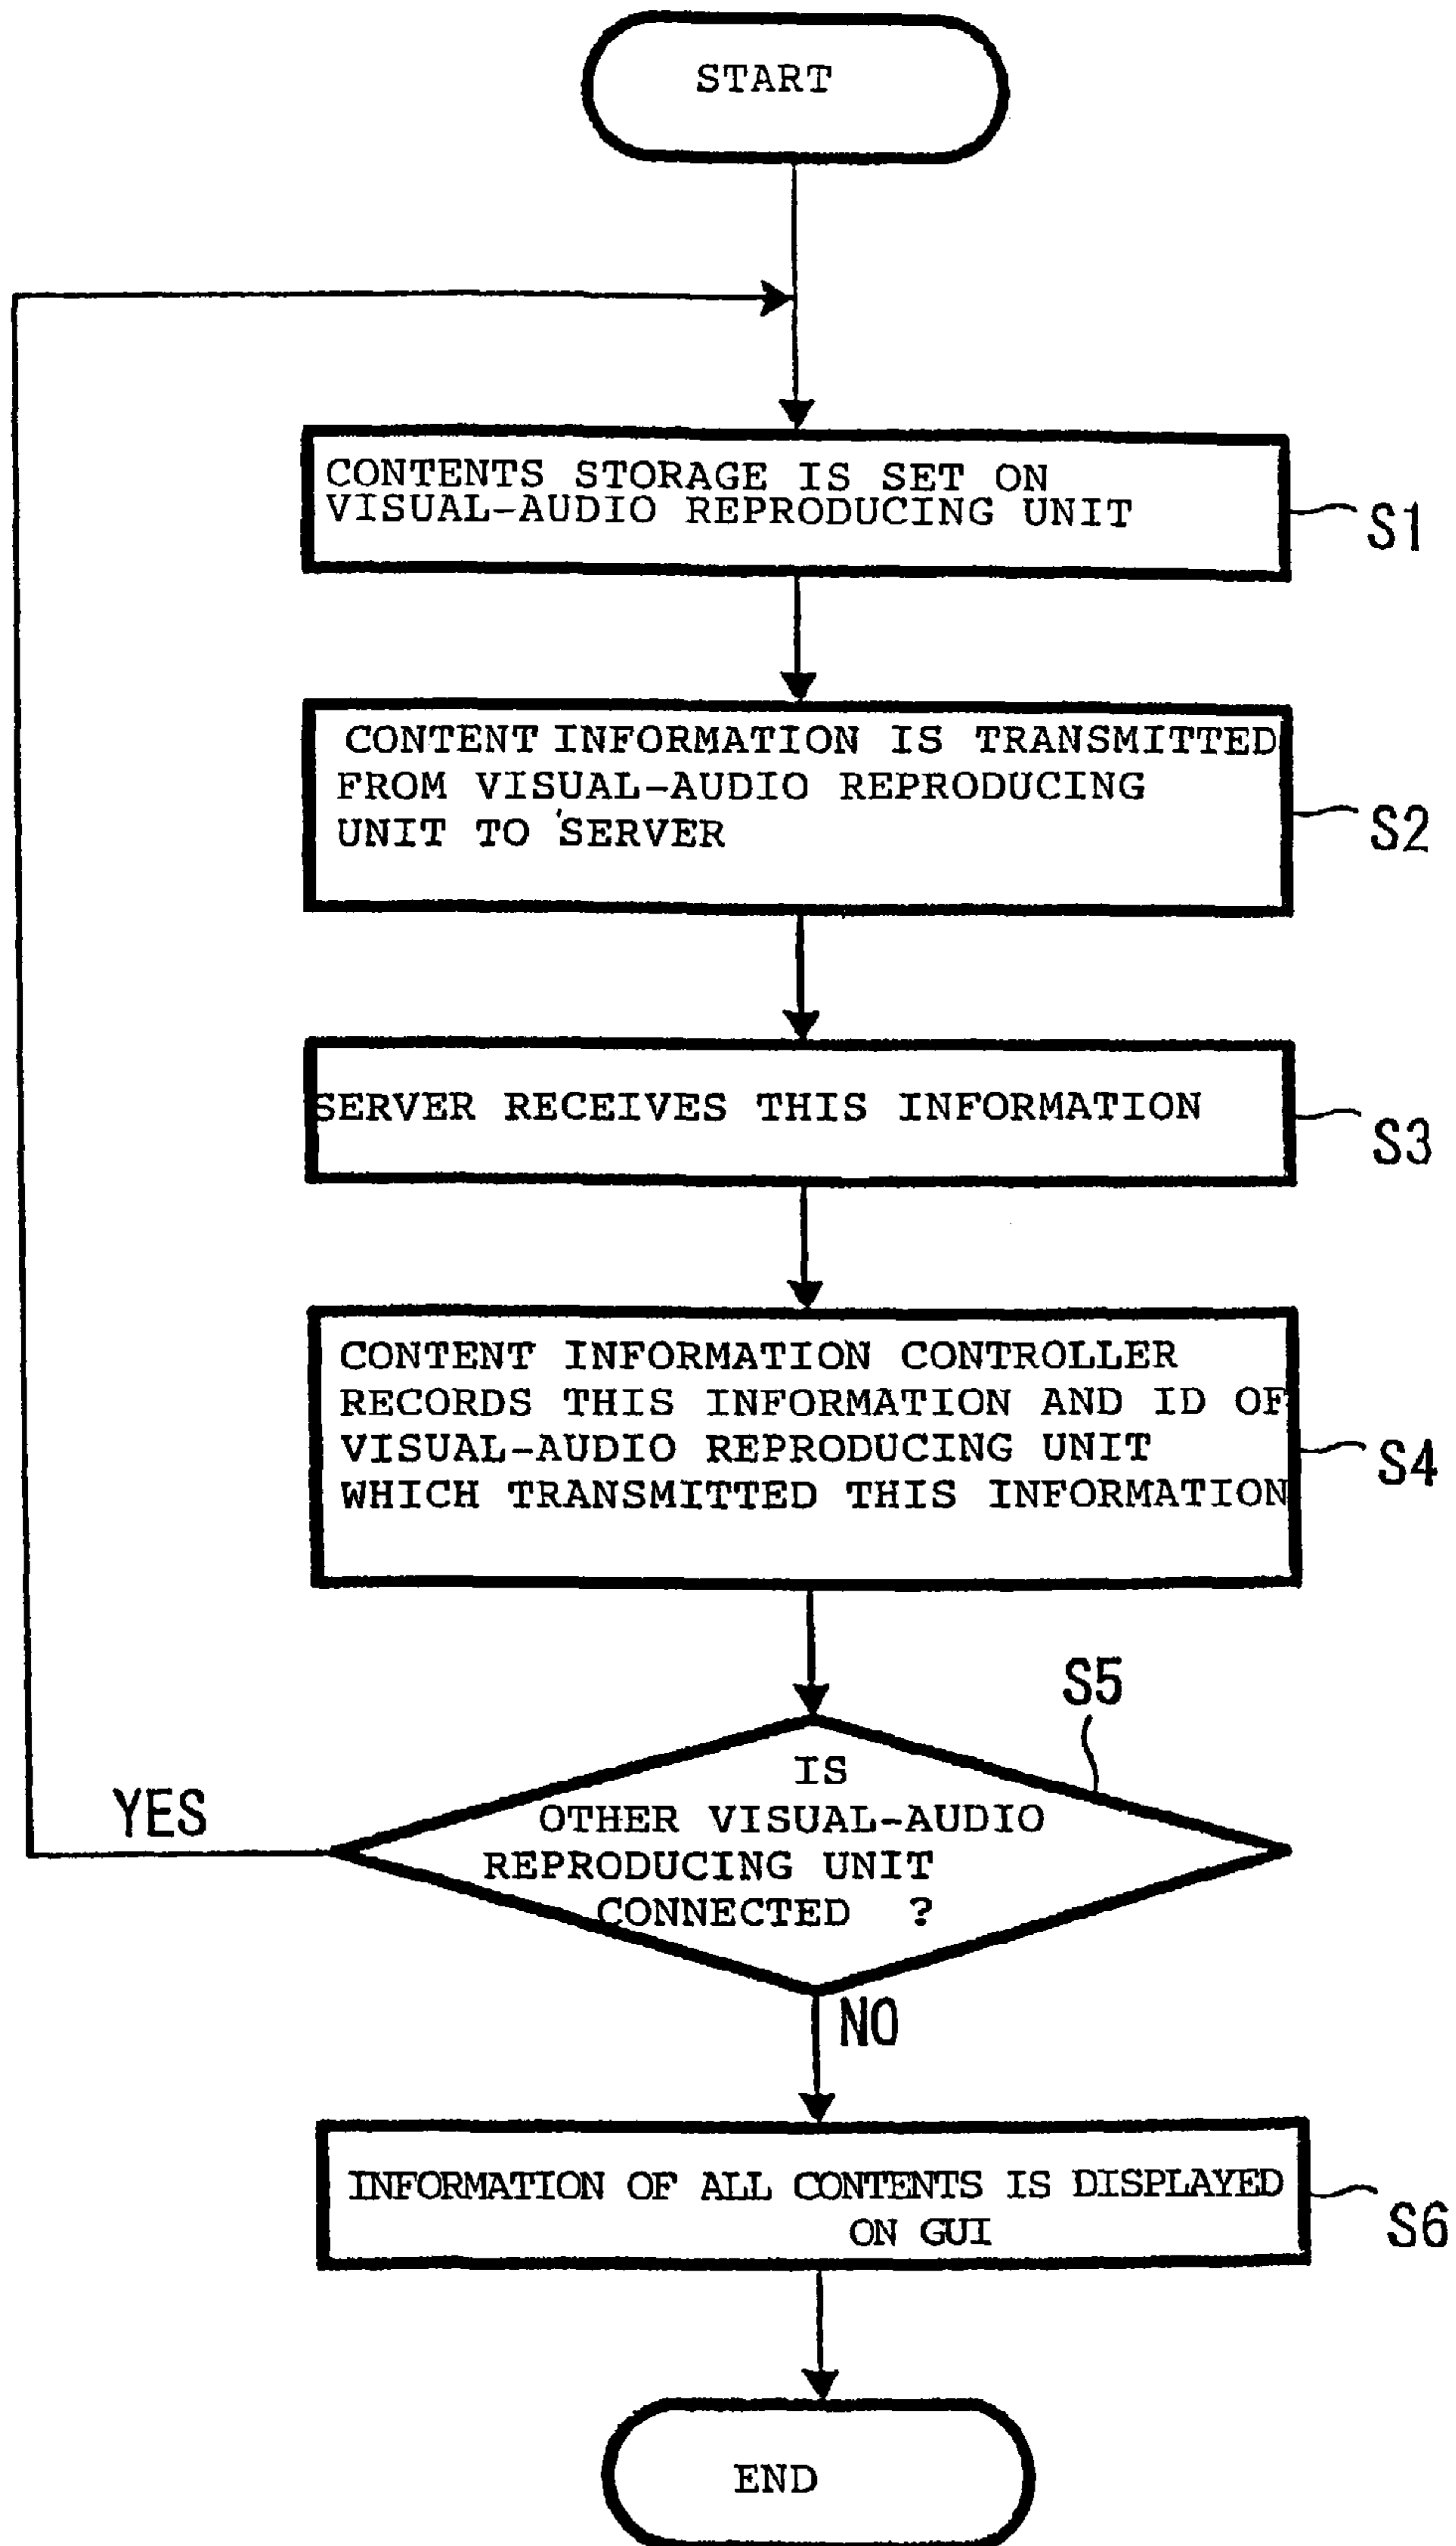 START
CONTENTS STORAGE IS SET ON
VISUAL-AUDIO REPRODUCING UNIT
S1
CONTENT INFORMATION IS TRANSMITTED
FROM VISUAL-AUDIO REPRODUCING
UNIT TO SERVER
S2
SERVER RECEIVES THIS INFORMATION
S3
CONTENT INFORMATION CONTROLLER
RECORDS THIS INFORMATION AND ID OF
VISUAL-AUDIO REPRODUCING UNIT
WHICH TRANSMITTED THIS INFORMATION
S4
S5
IS
OTHER VISUAL-AUDIO
REPRODUCING UNIT
CONNECTED ?
YES
NO
INFORMATION OF ALL CONTENTS IS DISPLAYED
ON GUI
S6
END